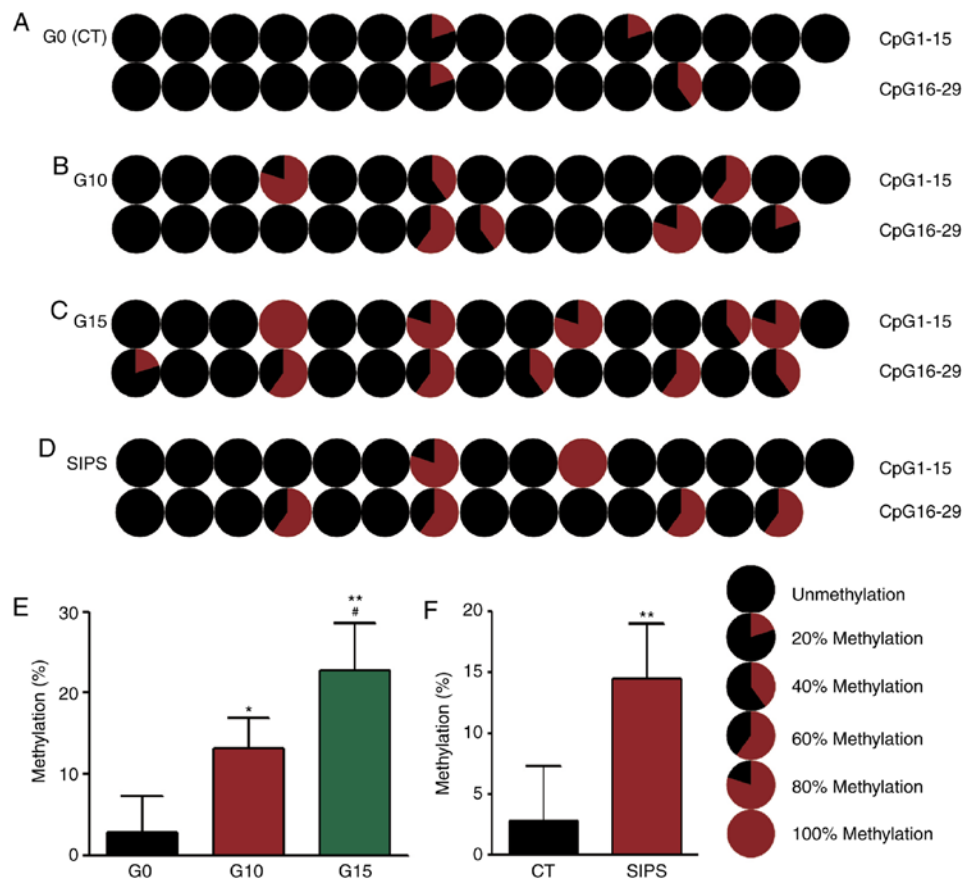 A
G0 (CT)
CpG1-15
CpG16-29
B
G10
CpG1-15
CpG16-29
C
G15
CpG1-15
CpG16-29
D
SIPS
CpG1-15
CpG16-29
E
Methylation (%)
30
20
10
0
*
**
#
G0
G10
G15
F
Methylation (%)
20
15
10
5
0
**
CT
SIPS
Unmethylation
20% Methylation
40% Methylation
60% Methylation
80% Methylation
100% Methylation